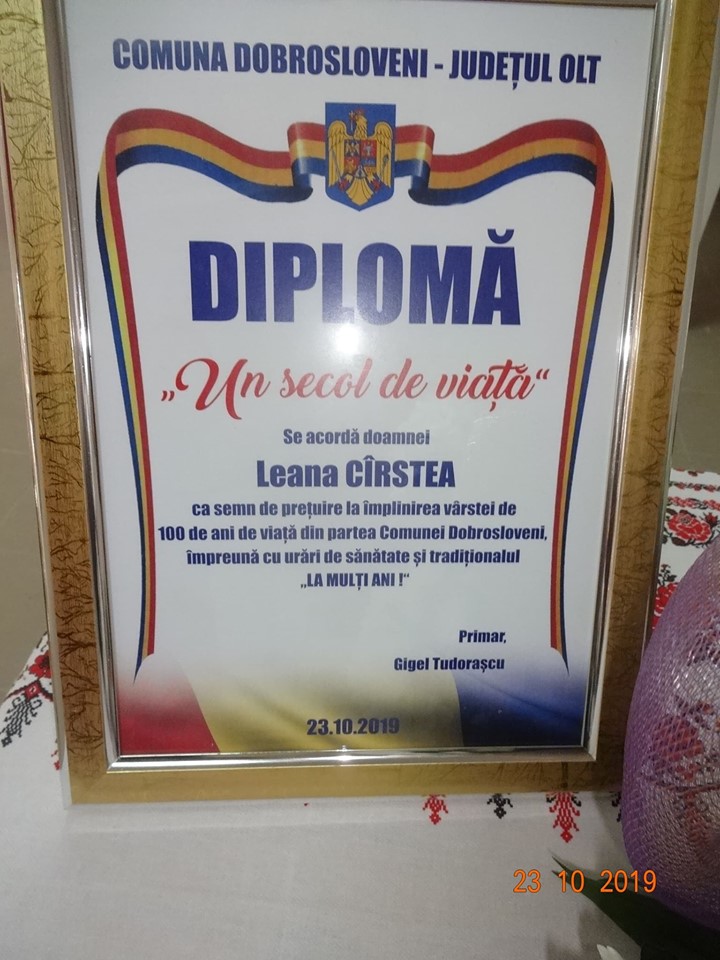 COMUNA DOBROSLOVENI - JUDEȚUL OLT
DIPLOMĂ
„Un secol de viață“
Se acordă doamnei
Leana CÎRSTEA
ca semn de prețuire la împlinirea vârstei de
100 de ani de viață din partea Comunei Dobrosloveni,
împreună cu urări de sănătate și tradiționalul
„LA MULȚI ANI !“
Primar,
Gigel Tudorașcu
23.10.2019
23 10 2019